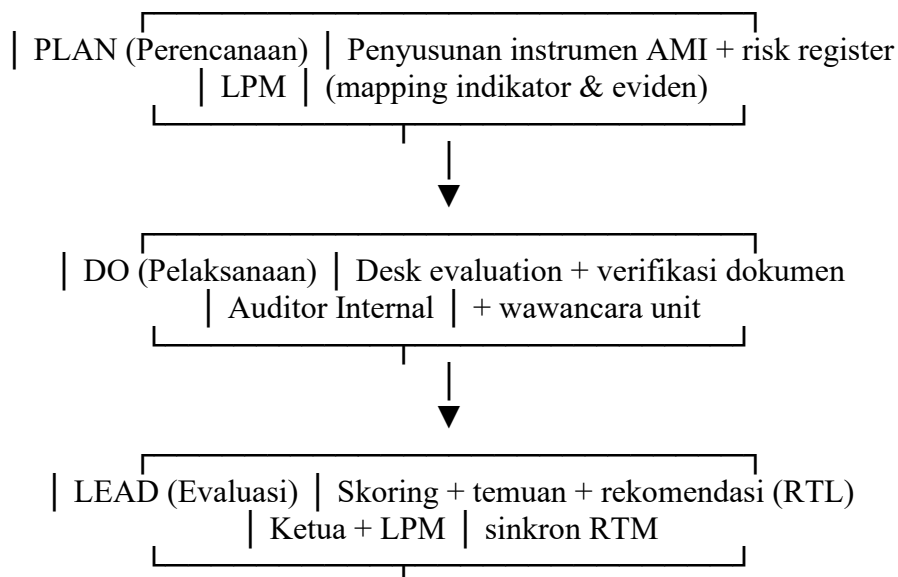 | PLAN (Perencanaan) | Penyusunan instrumen AMI + risk register
| LPM | (mapping indikator & eviden)
▼
| DO (Pelaksanaan) | Desk evaluation + verifikasi dokumen
| Auditor Internal | + wawancara unit
▼
| LEAD (Evaluasi) | Skoring + temuan + rekomendasi (RTL)
| Ketua + LPM | sinkron RTM